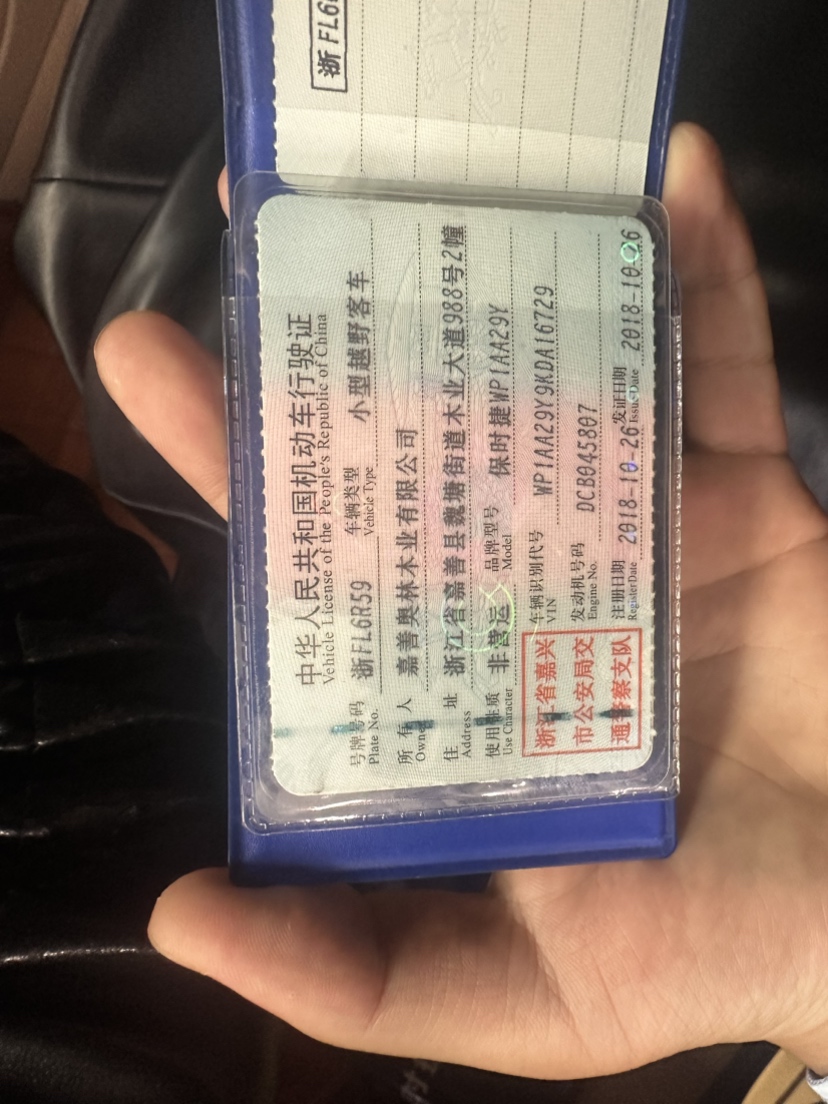 浙FL6R
中华人民共和国机动车行驶证
Vehicle License of the People's Republic of China
号牌号码 浙FL6R59 车辆类型 小型越野客车
Plate No. Vehicle Type
所有人 嘉善奥林木业有限公司
Owner
住址 浙江省嘉善县魏塘街道木业大道988号2幢
Address
使用性质 非营运 品牌型号 保时捷WP1AA29Y
Use Character Model
浙江省嘉兴
市公安局交
通警察支队
车辆识别代号 WP1AA29Y9KDA16729
VIN
发动机号码 DCB045807
Engine No.
注册日期 2018-10-26 发证日期 2018-10-26
Register Date Issue Date